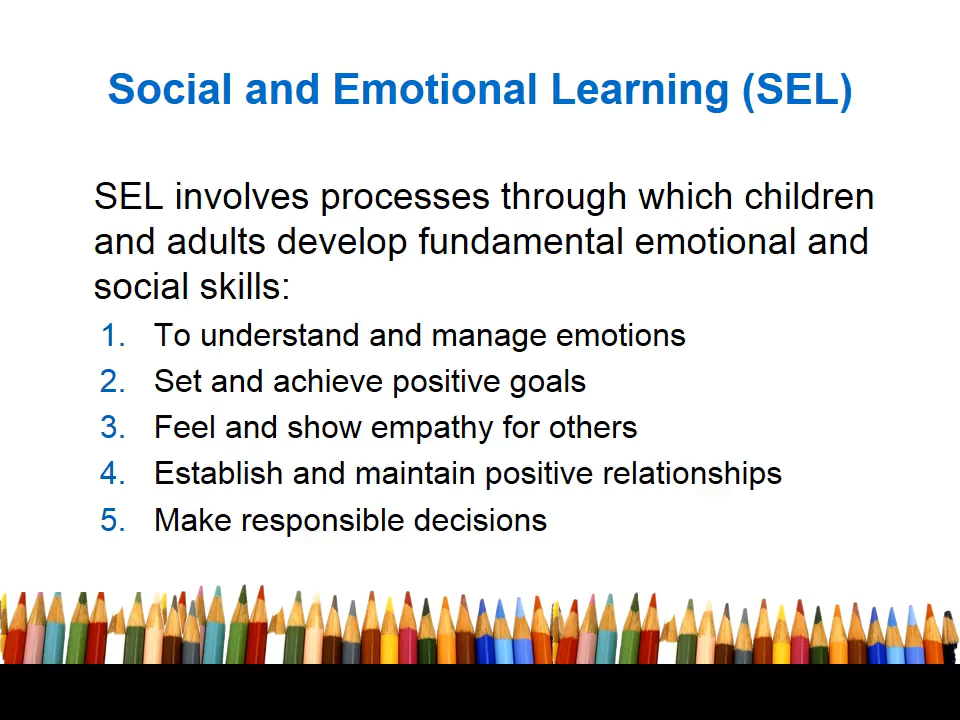 Social and Emotional Learning (SEL)
SEL involves processes through which children
and adults develop fundamental emotional and
social skills:
1. To understand and manage emotions
2. Set and achieve positive goals
3. Feel and show empathy for others
4. Establish and maintain positive relationships
5. Make responsible decisions